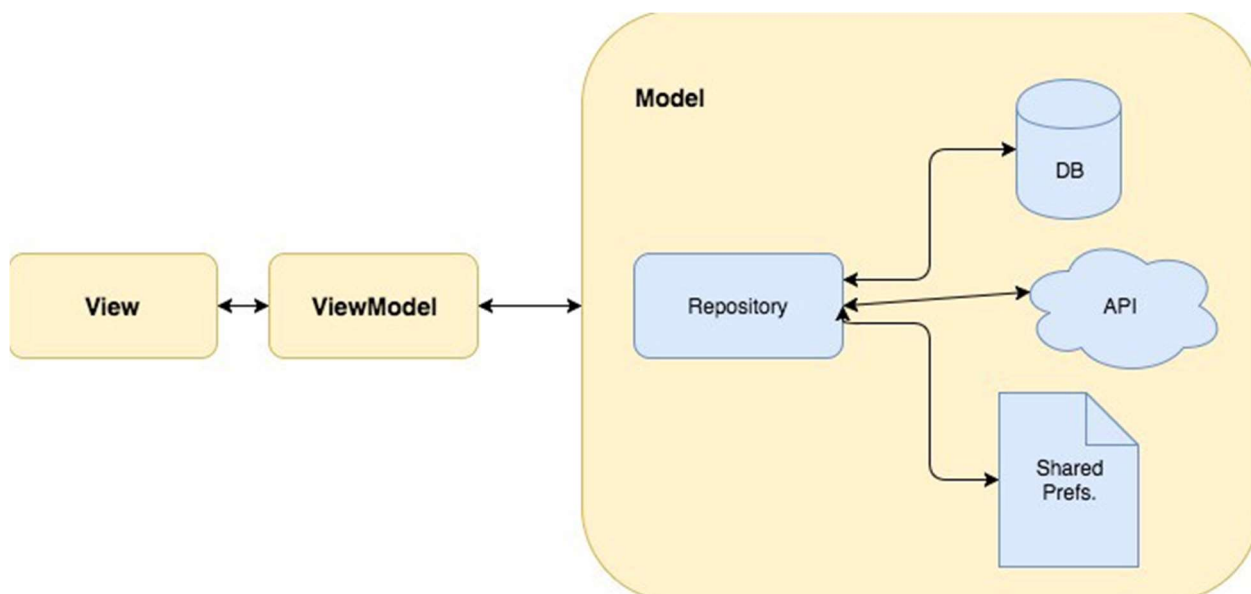 Model
DB
View
ViewModel
Repository
API
Shared
Prefs.